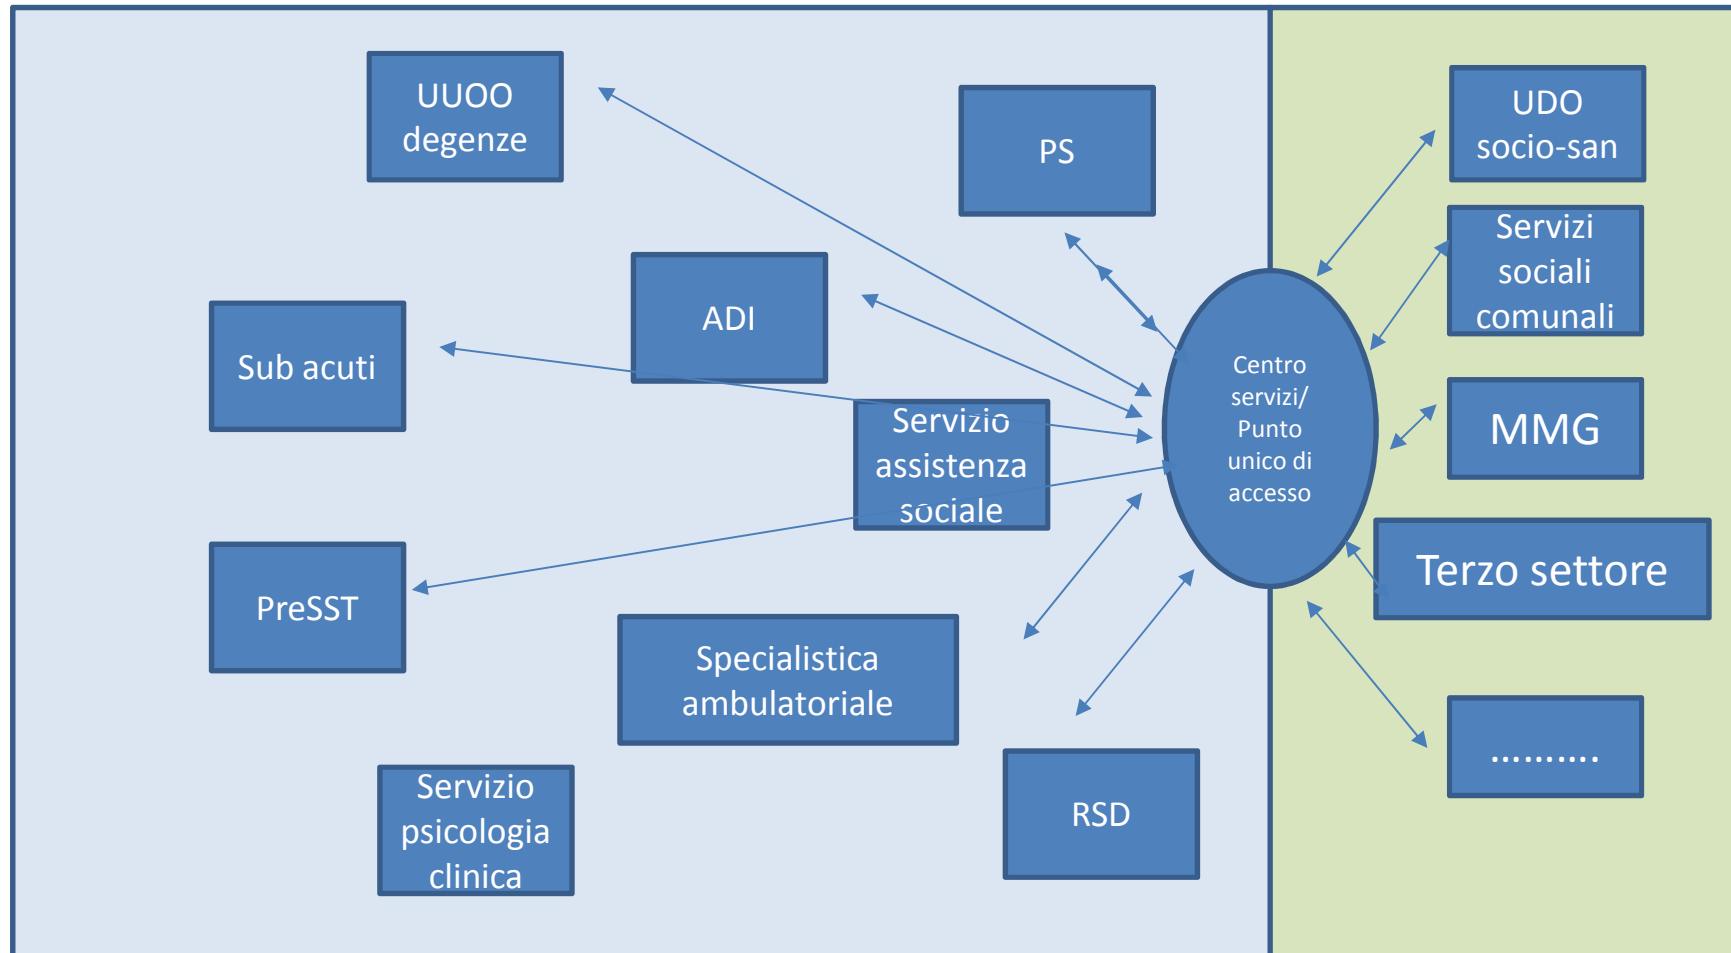 UUOO
degenze
PS
ADI
Sub acuti
Servizio
assistenza
sociale
PreSST
Specialistica
ambulatoriale
Servizio
psicologia
clinica
RSD
Centro
servizi/
Punto
unico di
accesso
UDO
socio-san
Servizi
sociali
comunali
MMG
Terzo settore
……….